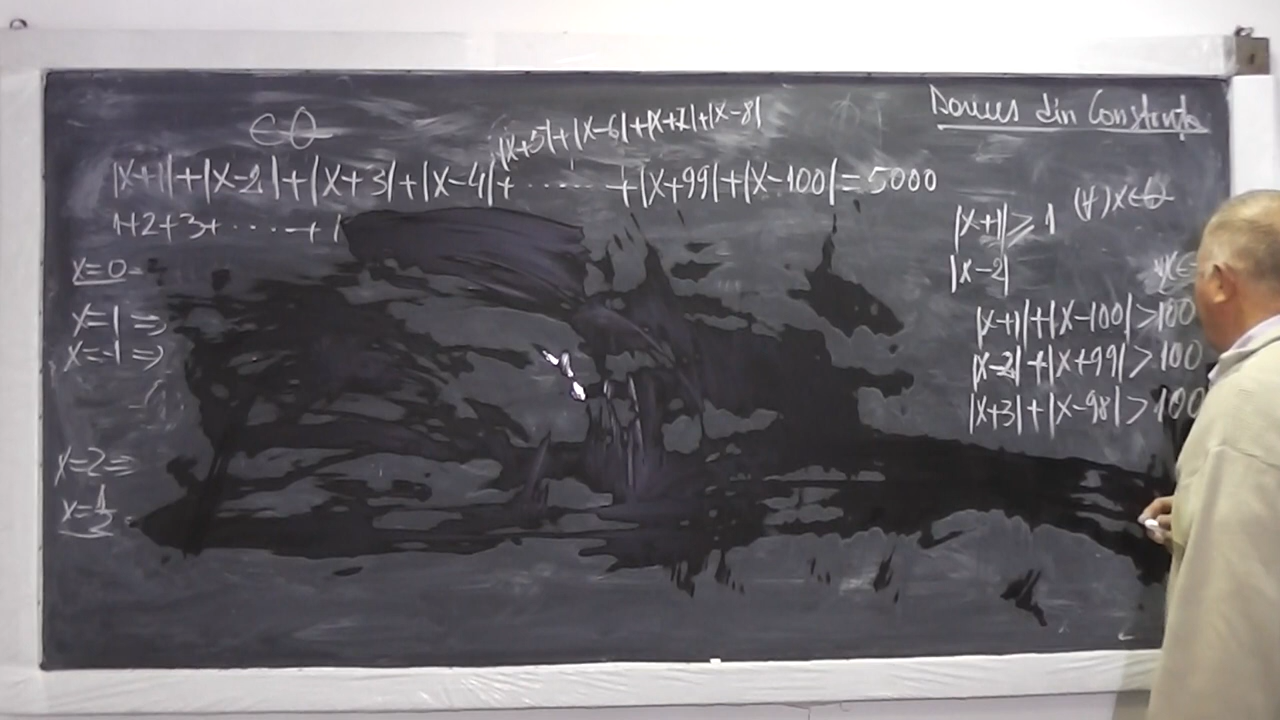 din Constanța
∈Q
|x+5|+|x-6|+|x+7|+|x-8|
|x+1|+|x-2|+|x+3|+|x-4|+ ...... +|x+99|+|x-100|=5000
1+2+3+ ..... +1
x=0
x=1 ⇒
x=-1 ⇒
x=2 ⇒
x=1/2
|x+1| ≥ 1 (∀)x∈Q
|x-2|
|x+1|+|x-100|>100
|x-2|+|x+99|>100
|x+3|+|x-98|>100